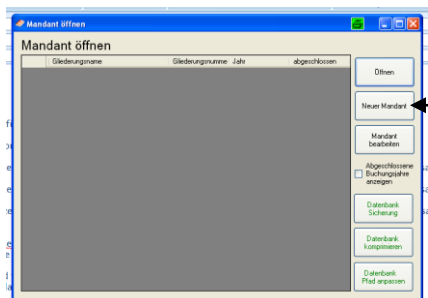 Mandant öffnen
Mandant öffnen
Gliederungsname Gliederungsnumme Jahr abgeschlossen
Öffnen
Neuer Mandant
Mandant
bearbeiten
Abgeschlossene
Buchungsjahre
anzeigen
Datenbank
Sicherung
Datenbank
komprimieren
Datenbank
Pfad anpassen